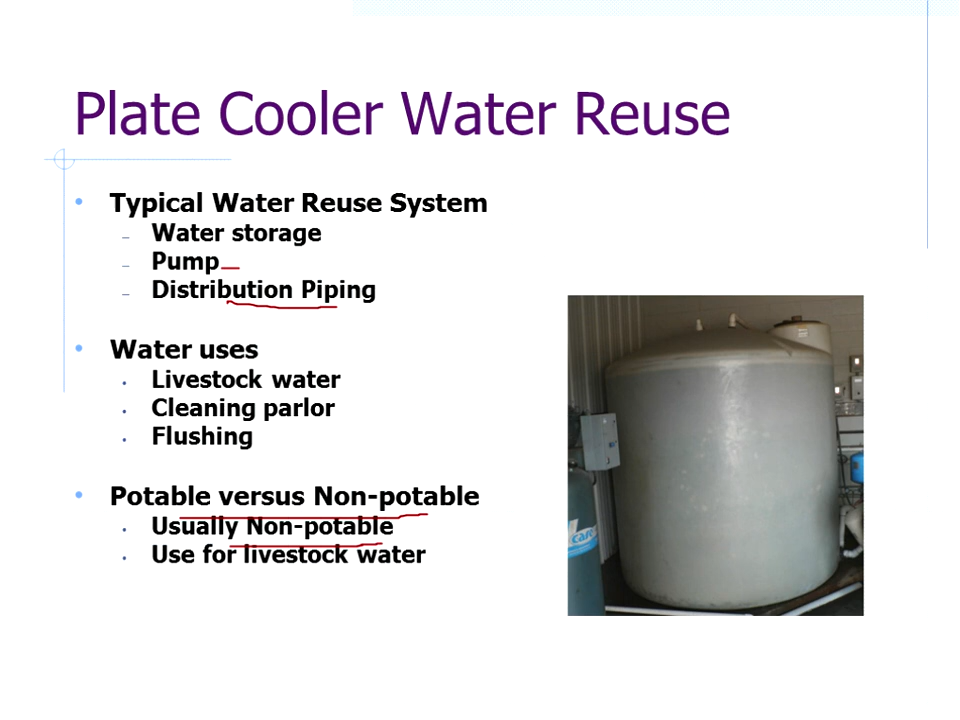 Plate Cooler Water Reuse
• Typical Water Reuse System
– Water storage
– Pump
– Distribution Piping
• Water uses
• Livestock water
• Cleaning parlor
• Flushing
• Potable versus Non-potable
• Usually Non-potable
• Use for livestock water